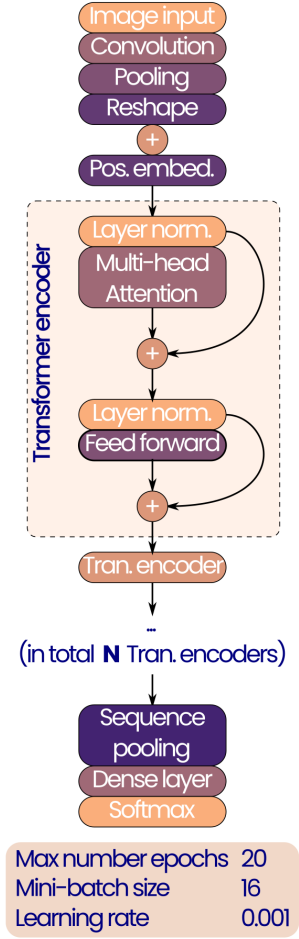 Image input
Convolution
Pooling
Reshape
+
Pos. embed.
Transformer encoder
Layer norm.
Multi-head
Attention
+
Layer norm.
Feed forward
+
Tran. encoder
...
(in total N Tran. encoders)
Sequence
pooling
Dense layer
Softmax
Max number epochs 20
Mini-batch size 16
Learning rate 0.001